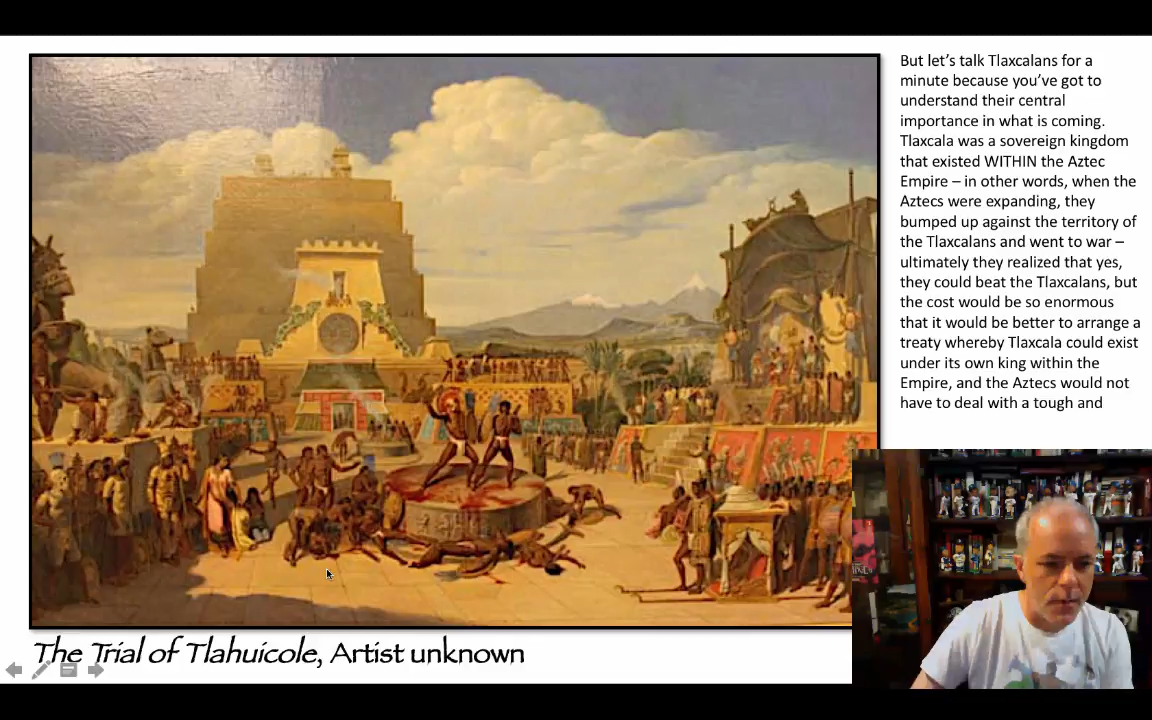 But let’s talk Tlaxcalans for a
minute because you’ve got to
understand their central
importance in what is coming.
Tlaxcala was a sovereign kingdom
that existed WITHIN the Aztec
Empire – in other words, when the
Aztecs were expanding, they
bumped up against the territory of
the Tlaxcalans and went to war –
ultimately they realized that yes,
they could beat the Tlaxcalans, but
the cost would be so enormous
that it would be better to arrange a
treaty whereby Tlaxcala could exist
under its own king within the
Empire, and the Aztecs would not
have to deal with a tough and
The Trial of Tlahuicole, Artist unknown